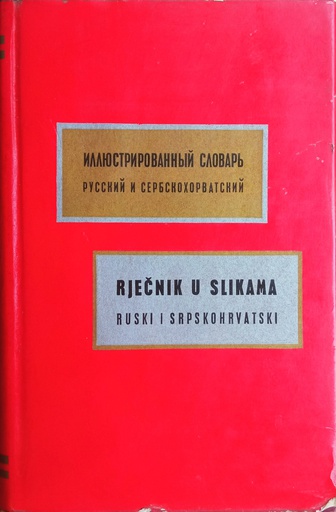 ИЛЛЮСТРИРОВАННЫЙ СЛОВАРЬ
РУССКИЙ И СЕРБСКОХОРВАТСКИЙ
RJEČNIK U SLIKAMA
RUSKI I SRPSKOHRVATSKI